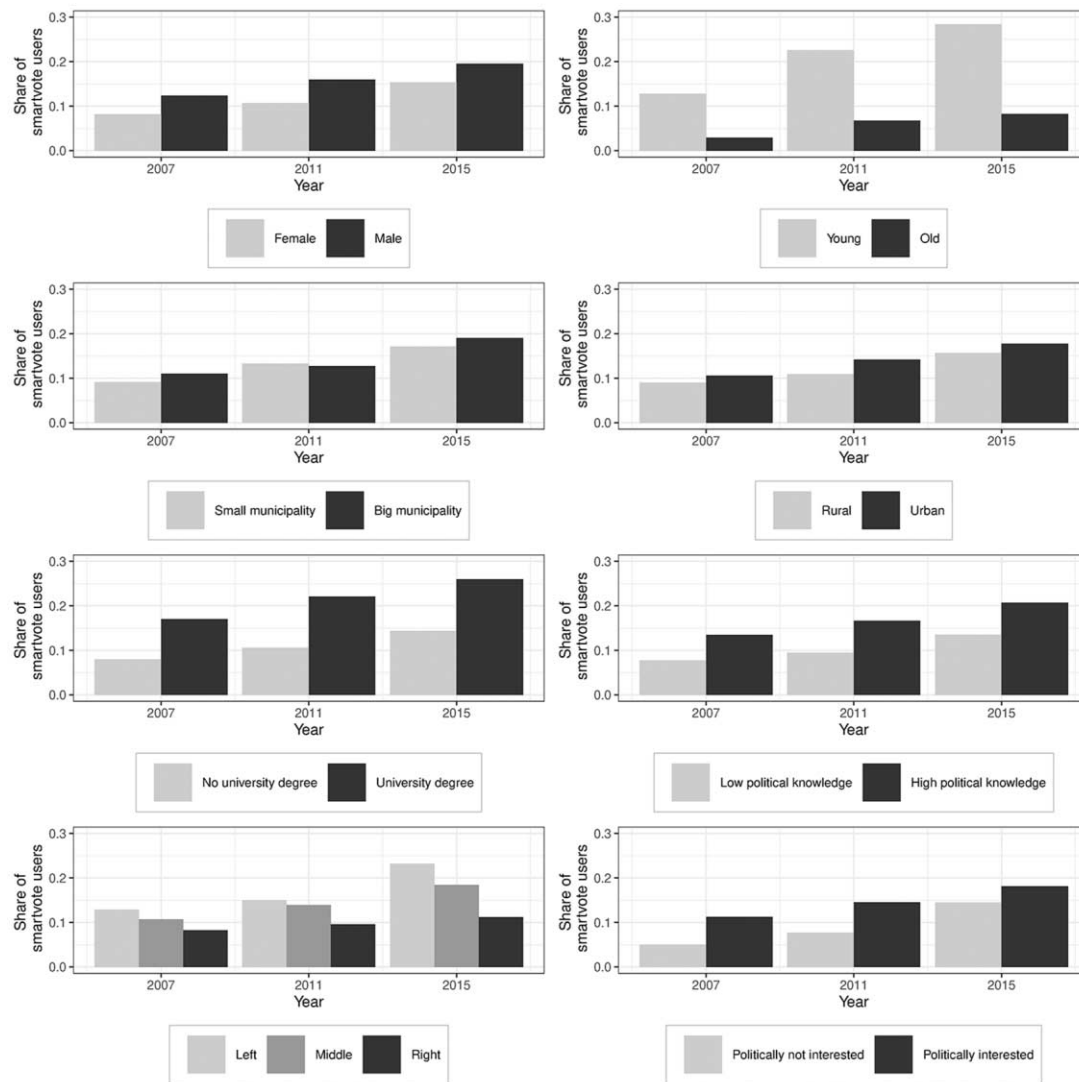 Share of
smartvote users
0.3
0.2
0.1
0.0
2007
2011
2015
Year
Female
Male
Share of
smartvote users
0.3
0.2
0.1
0.0
2007
2011
2015
Year
Young
Old
Share of
smartvote users
0.3
0.2
0.1
0.0
2007
2011
2015
Year
Small municipality
Big municipality
Share of
smartvote users
0.3
0.2
0.1
0.0
2007
2011
2015
Year
Rural
Urban
Share of
smartvote users
0.3
0.2
0.1
0.0
2007
2011
2015
Year
No university degree
University degree
Share of
smartvote users
0.3
0.2
0.1
0.0
2007
2011
2015
Year
Low political knowledge
High political knowledge
Share of
smartvote users
0.3
0.2
0.1
0.0
2007
2011
2015
Year
Left
Middle
Right
Share of
smartvote users
0.3
0.2
0.1
0.0
2007
2011
2015
Year
Politically not interested
Politically interested